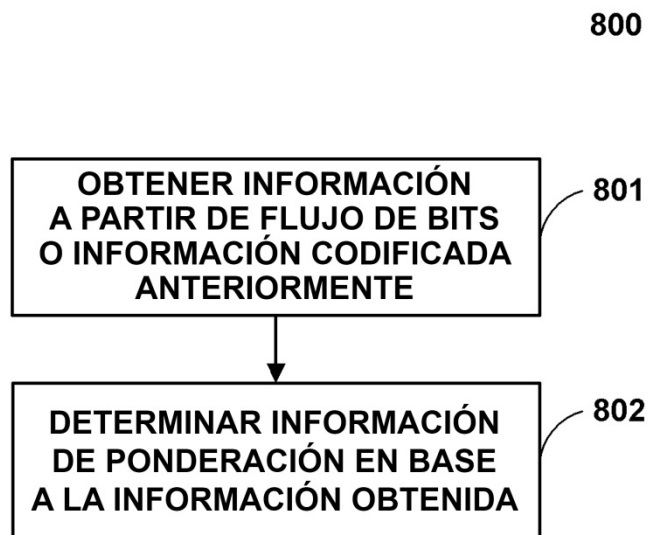 800
OBTENER INFORMACIÓN
A PARTIR DE FLUJO DE BITS
O INFORMACIÓN CODIFICADA
ANTERIORMENTE
801
DETERMINAR INFORMACIÓN
DE PONDERACIÓN EN BASE
A LA INFORMACIÓN OBTENIDA
802